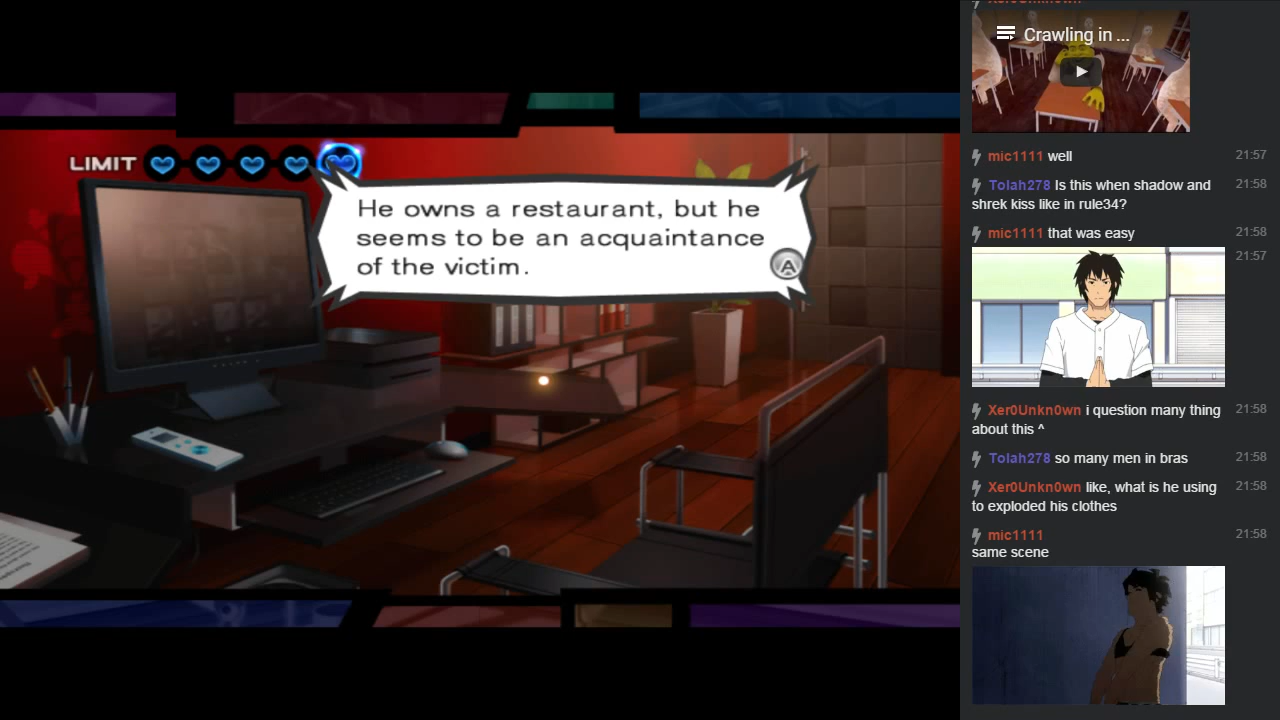 LIMIT
He owns a restaurant, but he
seems to be an acquaintance
of the victim.
A
Xer0Unkn0wn
Crawling in ...
mic1111 well 21:57
Tolah278 Is this when shadow and 21:58
shrek kiss like in rule34?
mic1111 that was easy 21:58
21:57
Xer0Unkn0wn i question many thing 21:58
about this ^
Tolah278 so many men in bras 21:58
Xer0Unkn0wn like, what is he using 21:58
to exploded his clothes
mic1111 21:58
same scene